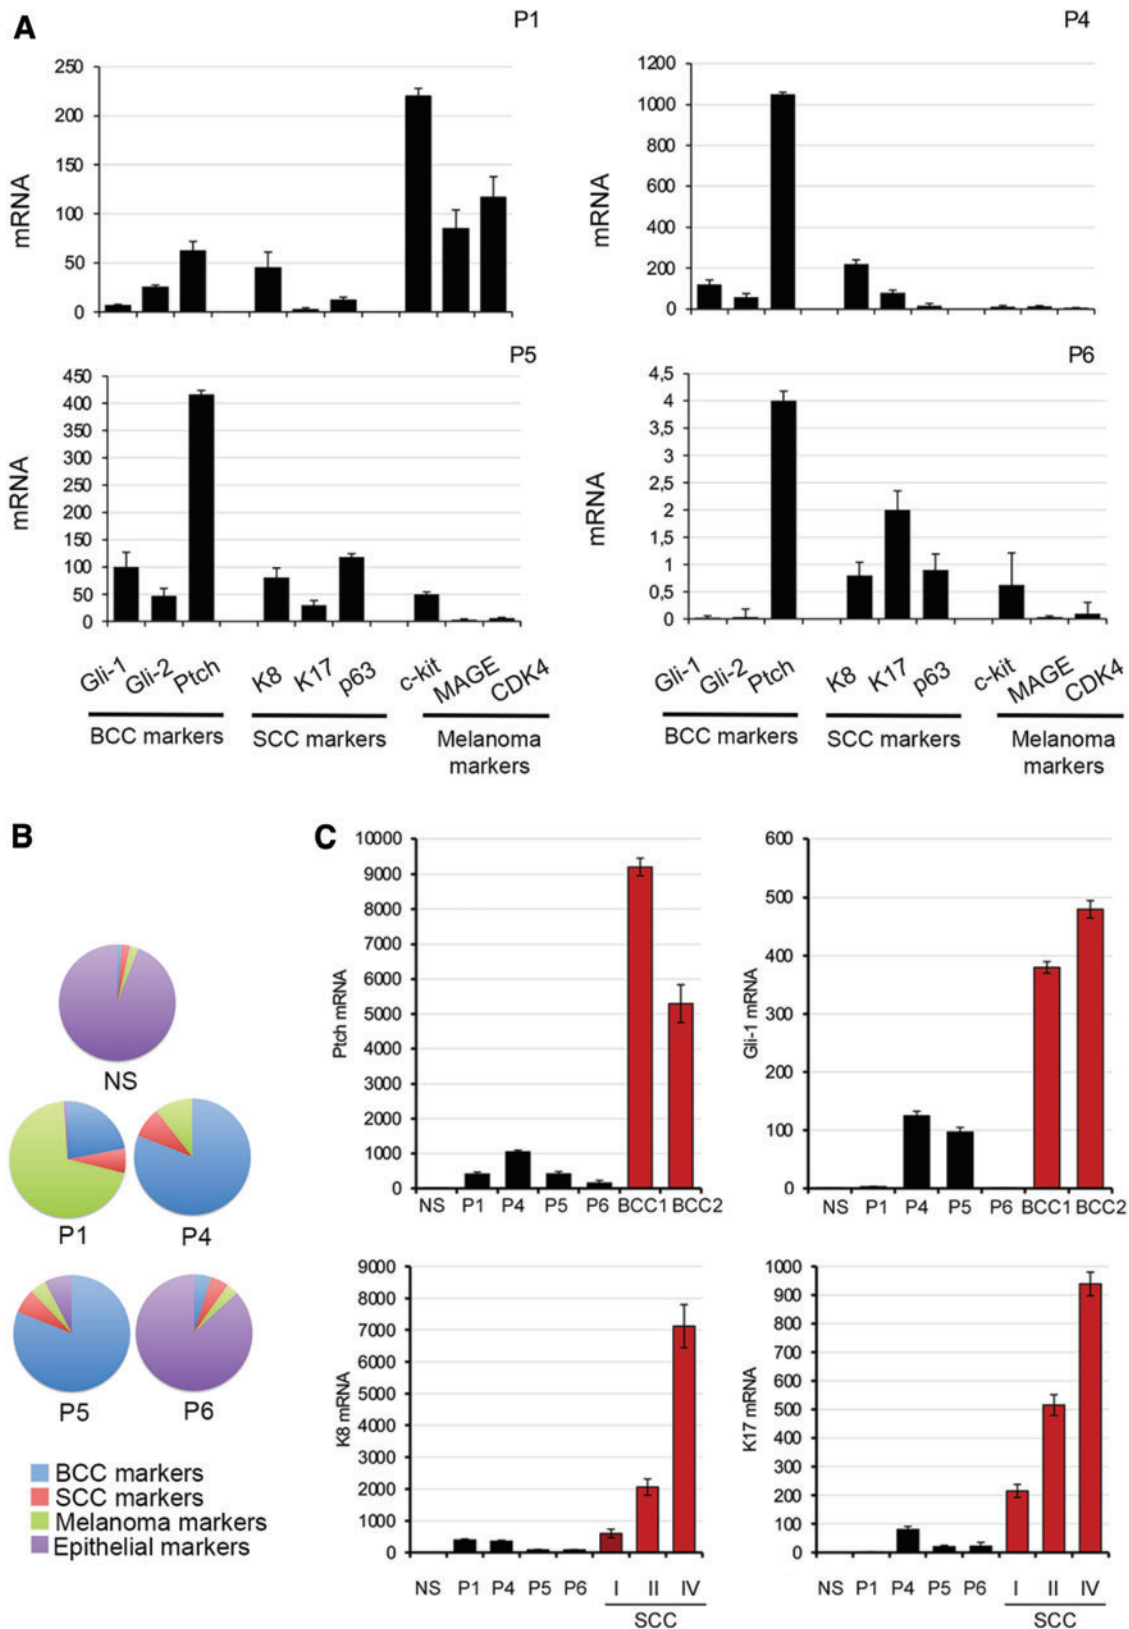 A
P1
250
200
150
100
50
0
mRNA
P4
1200
1000
800
600
400
200
0
mRNA
P5
450
400
350
300
250
200
150
100
50
0
mRNA
Gli-1 Gli-2 Ptch K8 K17 p63 c-kit MAGE CDK4
BCC markers SCC markers Melanoma markers
P6
4,5
4
3,5
3
2,5
2
1,5
1
0,5
0
mRNA
Gli-1 Gli-2 Ptch K8 K17 p63 c-kit MAGE CDK4
BCC markers SCC markers Melanoma markers
B
NS
P1 P4
P5 P6
BCC markers
SCC markers
Melanoma markers
Epithelial markers
C
10000
9000
8000
7000
6000
5000
4000
3000
2000
1000
0
Ptch mRNA
NS P1 P4 P5 P6 BCC1 BCC2
600
500
400
300
200
100
0
Gli-1 mRNA
NS P1 P4 P5 P6 BCC1 BCC2
9000
8000
7000
6000
5000
4000
3000
2000
1000
0
K8 mRNA
NS P1 P4 P5 P6 I II IV
SCC
1000
900
800
700
600
500
400
300
200
100
0
K17 mRNA
NS P1 P4 P5 P6 I II IV
SCC